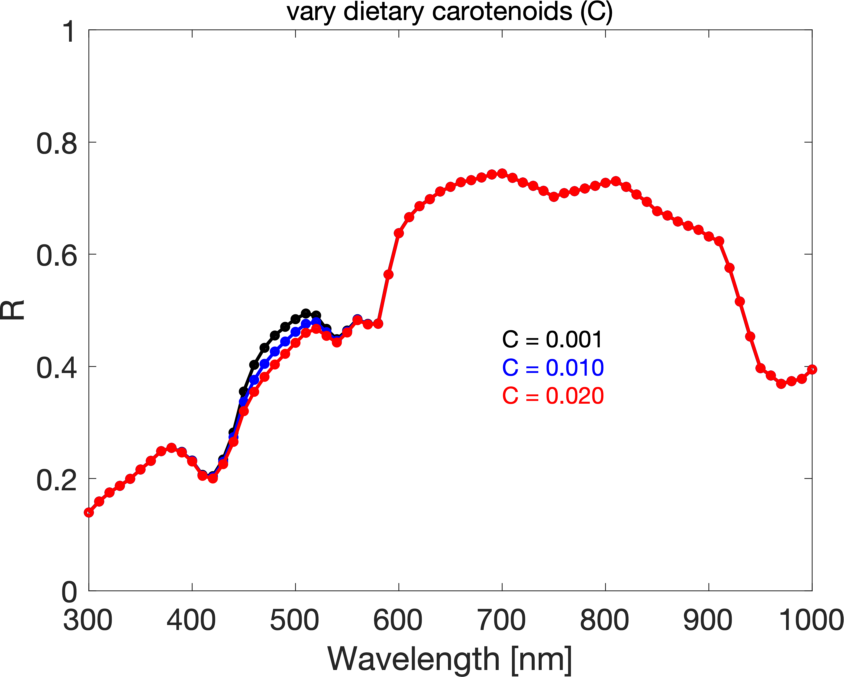 vary dietary carotenoids (C)
1
0.8
0.6
0.4
0.2
0
R
C = 0.001
C = 0.010
C = 0.020
300 400 500 600 700 800 900 1000
Wavelength [nm]